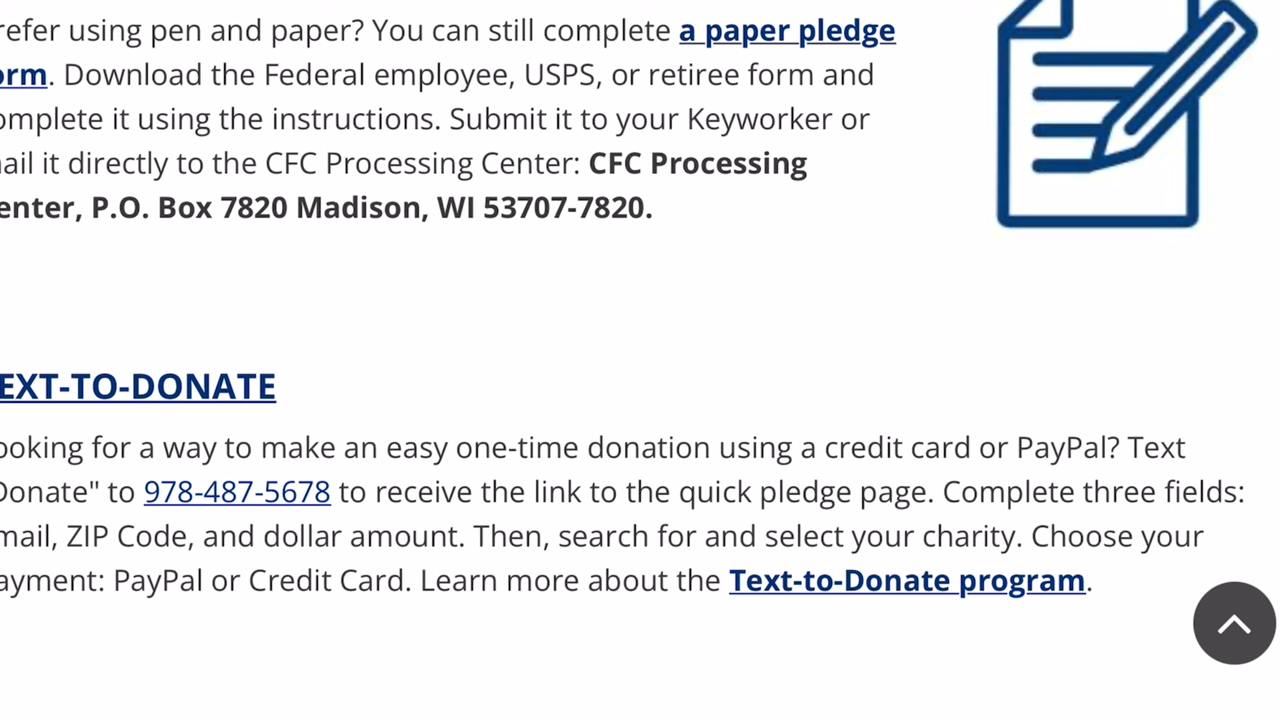 refer using pen and paper? You can still complete a paper pledge
orm. Download the Federal employee, USPS, or retiree form and
omplete it using the instructions. Submit it to your Keyworker or
ail it directly to the CFC Processing Center: CFC Processing
enter, P.O. Box 7820 Madison, WI 53707-7820.
EXT-TO-DONATE
ooking for a way to make an easy one-time donation using a credit card or PayPal? Text
Donate" to 978-487-5678 to receive the link to the quick pledge page. Complete three fields:
mail, ZIP Code, and dollar amount. Then, search for and select your charity. Choose your
ayment: PayPal or Credit Card. Learn more about the Text-to-Donate program.